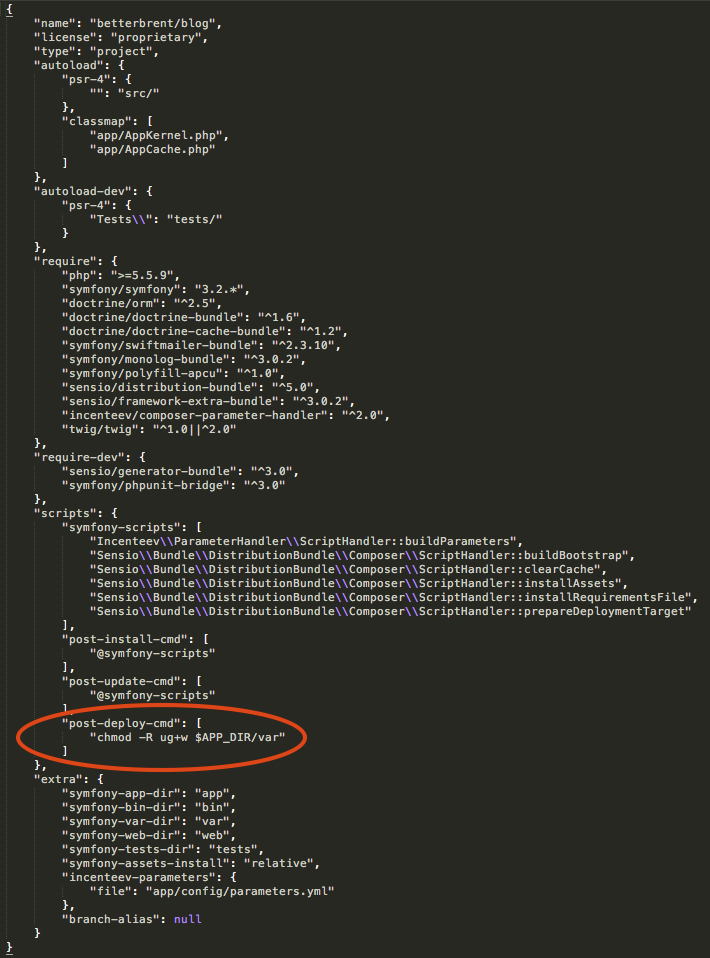 {
    "name": "betterbrent/blog",
    "license": "proprietary",
    "type": "project",
    "autoload": {
        "psr-4": {
            "": "src/"
        },
        "classmap": [
            "app/AppKernel.php",
            "app/AppCache.php"
        ]
    },
    "autoload-dev": {
        "psr-4": {
            "Tests\\": "tests/"
        }
    },
    "require": {
        "php": ">=5.5.9",
        "symfony/symfony": "3.2.*",
        "doctrine/orm": "^2.5",
        "doctrine/doctrine-bundle": "^1.6",
        "doctrine/doctrine-cache-bundle": "^1.2",
        "symfony/swiftmailer-bundle": "^2.3.10",
        "symfony/monolog-bundle": "^3.0.2",
        "symfony/polyfill-apcu": "^1.0",
        "sensio/distribution-bundle": "^5.0",
        "sensio/framework-extra-bundle": "^3.0.2",
        "incenteev/composer-parameter-handler": "^2.0",
        "twig/twig": "^1.0||^2.0"
    },
    "require-dev": {
        "sensio/generator-bundle": "^3.0",
        "symfony/phpunit-bridge": "^3.0"
    },
    "scripts": {
        "symfony-scripts": [
            "Incenteev\\ParameterHandler\\ScriptHandler::buildParameters",
            "Sensio\\Bundle\\DistributionBundle\\Composer\\ScriptHandler::buildBootstrap",
            "Sensio\\Bundle\\DistributionBundle\\Composer\\ScriptHandler::clearCache",
            "Sensio\\Bundle\\DistributionBundle\\Composer\\ScriptHandler::installAssets",
            "Sensio\\Bundle\\DistributionBundle\\Composer\\ScriptHandler::installRequirementsFile",
            "Sensio\\Bundle\\DistributionBundle\\Composer\\ScriptHandler::prepareDeploymentTarget"
        ],
        "post-install-cmd": [
            "@symfony-scripts"
        ],
        "post-update-cmd": [
            "@symfony-scripts"
        ],
        "post-deploy-cmd": [
            "chmod -R ug+w $APP_DIR/var"
        ]
    },
    "extra": {
        "symfony-app-dir": "app",
        "symfony-bin-dir": "bin",
        "symfony-var-dir": "var",
        "symfony-web-dir": "web",
        "symfony-tests-dir": "tests",
        "symfony-assets-install": "relative",
        "incenteev-parameters": {
            "file": "app/config/parameters.yml"
        },
        "branch-alias": null
    }
}